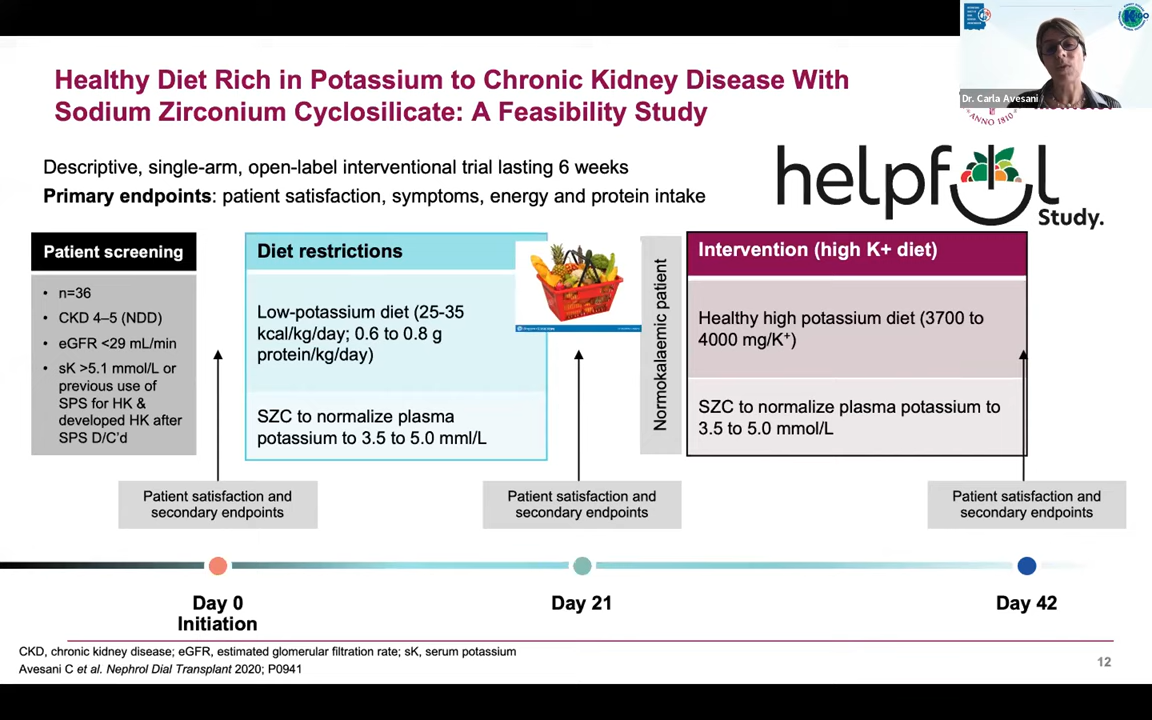 Healthy Diet Rich in Potassium to Chronic Kidney Disease With
Sodium Zirconium Cyclosilicate: A Feasibility Study
Dr. Carla Avesani
ANNO 1810
Descriptive, single-arm, open-label interventional trial lasting 6 weeks
Primary endpoints: patient satisfaction, symptoms, energy and protein intake
helpful
Study.
Patient screening
• n=36
• CKD 4–5 (NDD)
• eGFR <29 mL/min
• sK >5.1 mmol/L or
previous use of
SPS for HK &
developed HK after
SPS D/C'd
Diet restrictions
Low-potassium diet (25-35
kcal/kg/day; 0.6 to 0.8 g
protein/kg/day)
SZC to normalize plasma
potassium to 3.5 to 5.0 mml/L
Normokalaemic patient
Intervention (high K+ diet)
Healthy high potassium diet (3700 to
4000 mg/K⁺)
SZC to normalize plasma potassium to
3.5 to 5.0 mmol/L
Patient satisfaction and
secondary endpoints
Patient satisfaction and
secondary endpoints
Patient satisfaction and
secondary endpoints
Day 0
Initiation
Day 21
Day 42
CKD, chronic kidney disease; eGFR, estimated glomerular filtration rate; sK, serum potassium
Avesani C et al. Nephrol Dial Transplant 2020; P0941
12